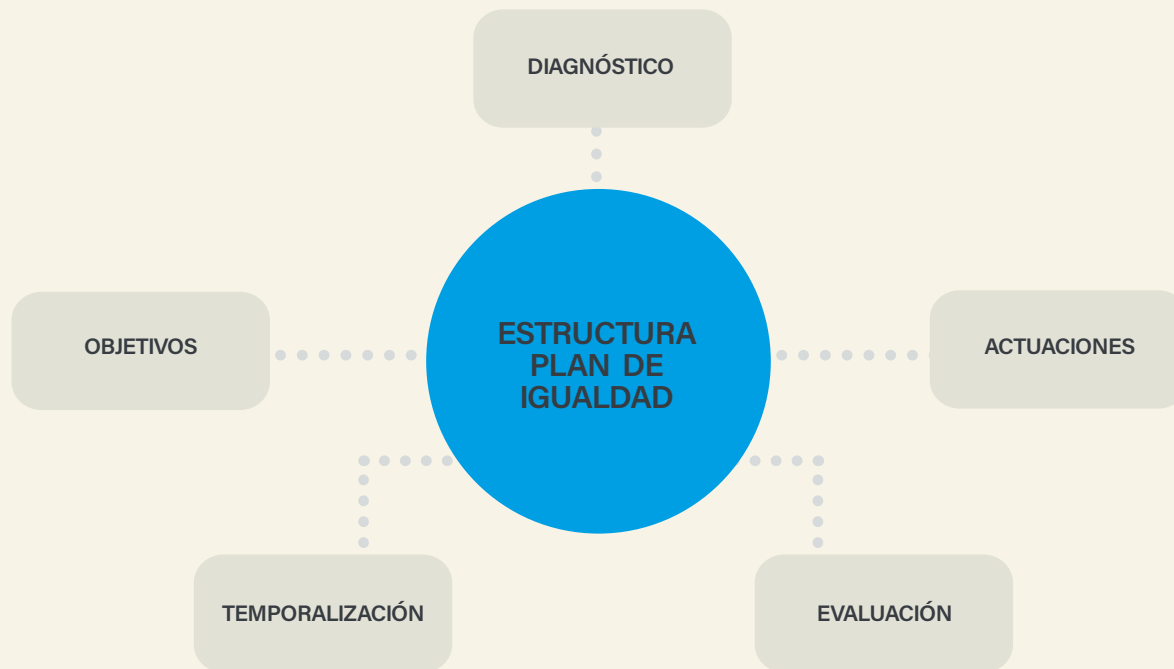 DIAGNÓSTICO
OBJETIVOS
ESTRUCTURA
PLAN DE
IGUALDAD
ACTUACIONES
TEMPORALIZACIÓN
EVALUACIÓN